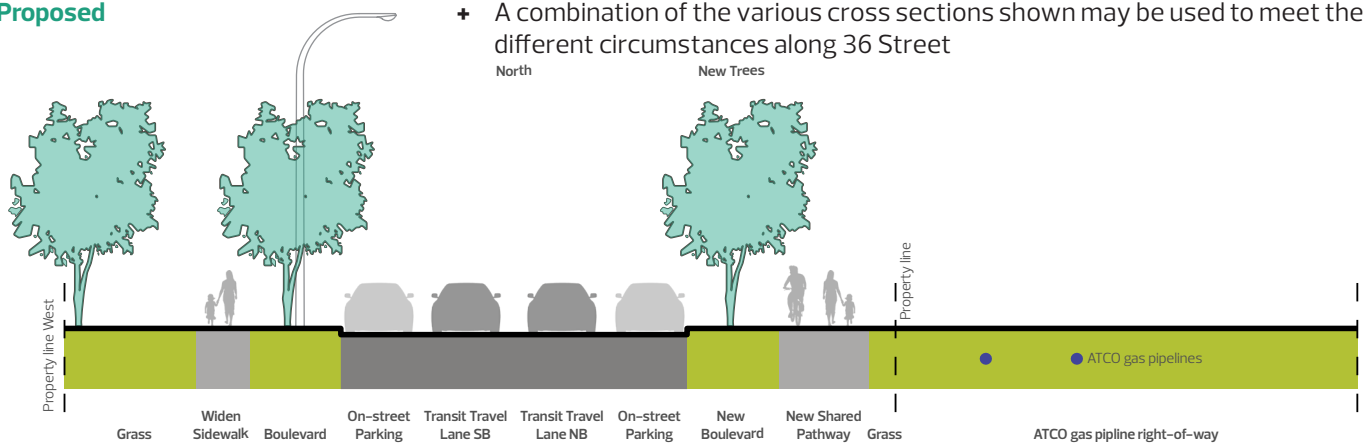 Proposed
+ A combination of the various cross sections shown may be used to meet the
different circumstances along 36 Street
North
New Trees
Property line West
Property line
ATCO gas pipelines
Grass
Widen
Sidewalk
Boulevard
On-street
Parking
Transit Travel
Lane SB
Transit Travel
Lane NB
On-street
Parking
New
Boulevard
New Shared
Pathway
Grass
ATCO gas pipline right-of-way